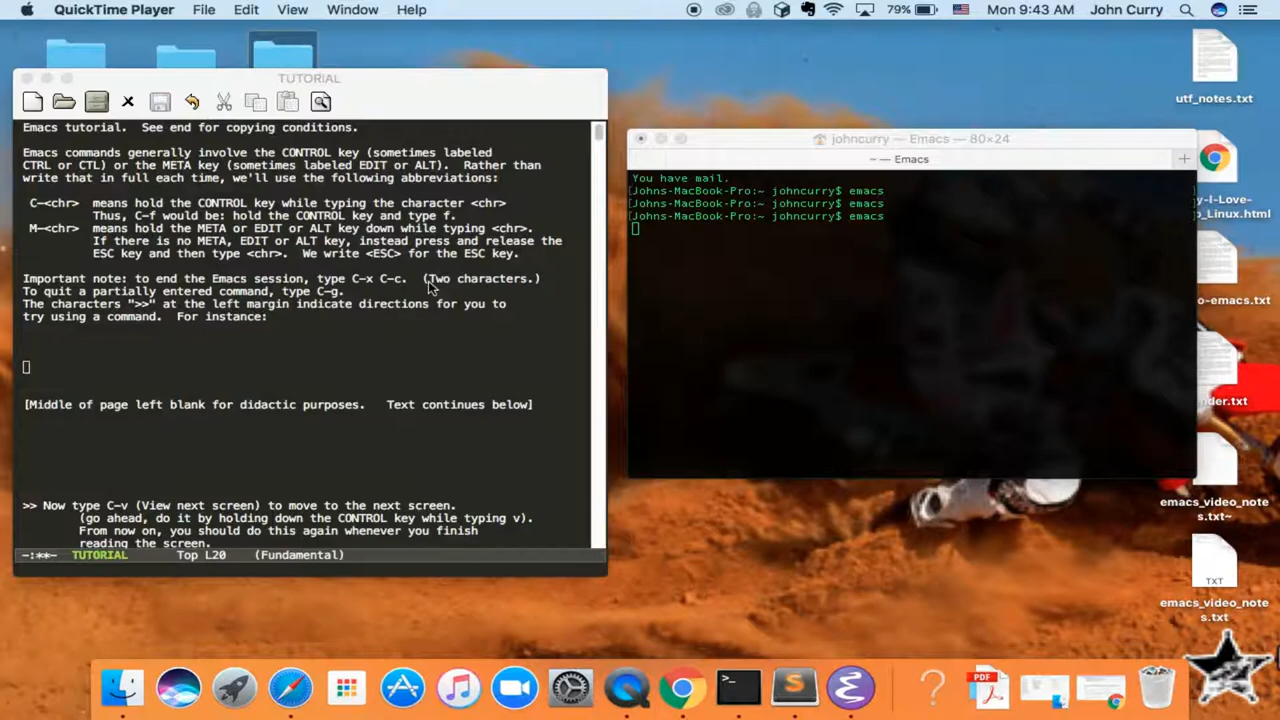 QuickTime Player File Edit View Window Help
79% Mon 9:43 AM John Curry
TUTORIAL
Emacs tutorial. See end for copying conditions.
Emacs commands generally involve the CONTROL key (sometimes labeled
CTRL or CTL) or the META key (sometimes labeled EDIT or ALT). Rather than
write that in full each time, we'll use the following abbreviations:
C-<chr> means hold the CONTROL key while typing the character <chr>
Thus, C-f would be: hold the CONTROL key and type f.
M-<chr> means hold the META or EDIT or ALT key down while typing <chr>.
If there is no META, EDIT or ALT key, instead press and release the
ESC key and then type <chr>. We write <ESC> for the ESC key.
Important note: to end the Emacs session, type C-x C-c. (Two characters.)
To quit a partially entered command, type C-g.
The characters ">>" at the left margin indicate directions for you to
try using a command. For instance:
[Middle of page left blank for didactic purposes. Text continues below]
>> Now type C-v (View next screen) to move to the next screen.
(go ahead, do it by holding down the CONTROL key while typing v).
From now on, you should do this again whenever you finish
reading the screen.
-:**- TUTORIAL Top L20 (Fundamental)
johncurry — Emacs — 80×24
~ — Emacs
You have mail.
[Johns-MacBook-Pro:~ johncurry$ emacs ]
[Johns-MacBook-Pro:~ johncurry$ emacs ]
[Johns-MacBook-Pro:~ johncurry$ emacs ]
utf_notes.txt
y-I-Love-
o_Linux.html
o-emacs.txt
nder.txt
emacs_video_note
s.txt~
TXT
emacs_video_note
s.txt
PDF